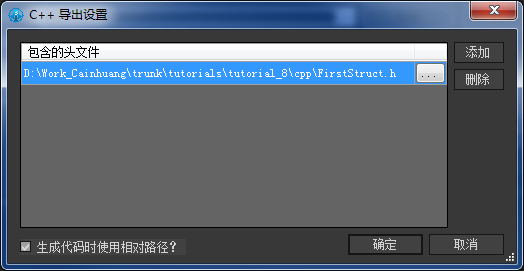 C++ 导出设置
包含的头文件
添加
D:\Work_Cainhuang\trunk\tutorials\tutorial_8\cpp\FirstStruct.h
...
删除
生成代码时使用相对路径?
确定
取消